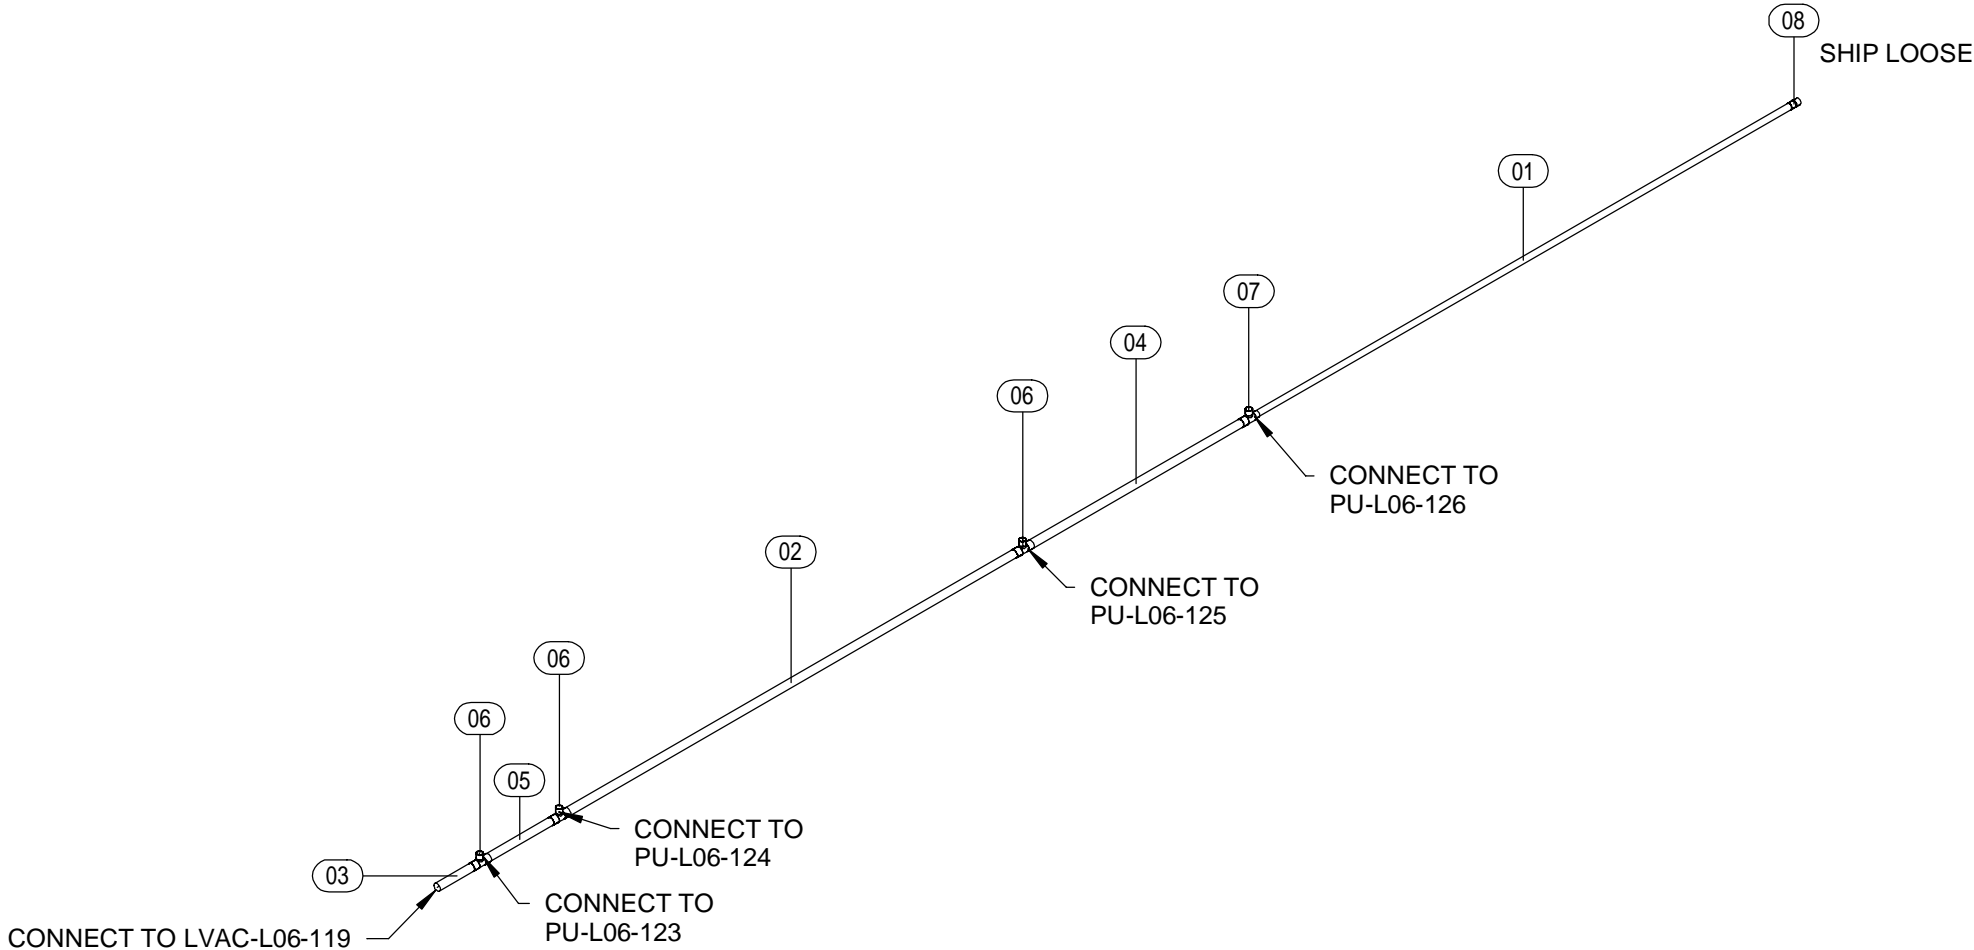 08
SHIP LOOSE
01
07
04
06
CONNECT TO
PU-L06-126
02
CONNECT TO
PU-L06-125
06
06
05
CONNECT TO
PU-L06-124
03
CONNECT TO
PU-L06-123
CONNECT TO LVAC-L06-119